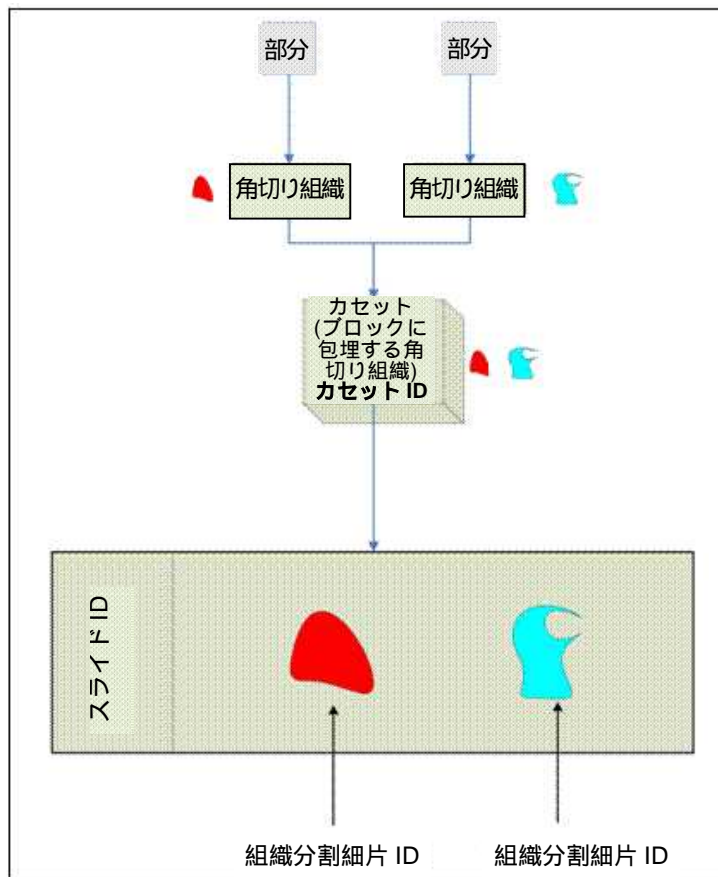 部分
部分
角切り組織
角切り組織
カセット
(ブロックに
包埋する角
切り組織)
カセット ID
スライド ID
組織分割細片 ID
組織分割細片 ID